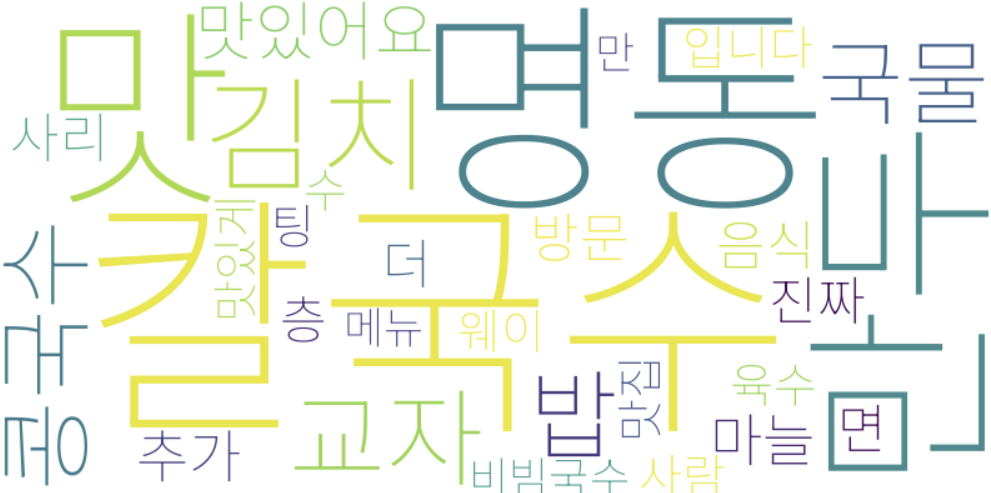 맛있어요
만
입니다
국물
맛
김치
명동
사리
수
맛있게
팅
더
방문
음식
만두
콩국수
칼국수
진짜
층
메뉴
웨이
밥
맛집
육수
교자
마늘
면
추가
비빔국수
사람